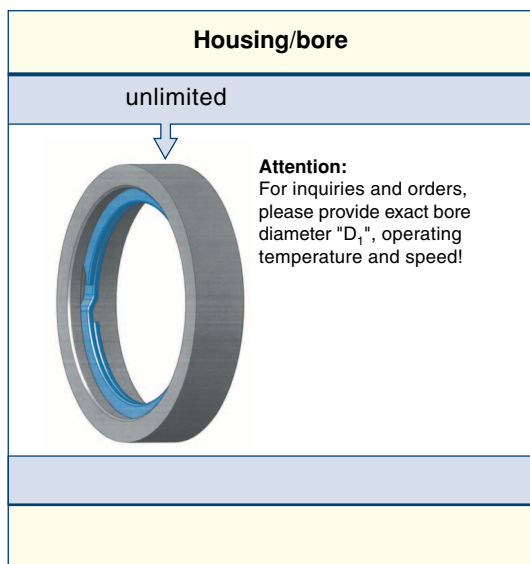 Housing/bore
unlimited
Attention:
For inquiries and orders,
please provide exact bore
diameter "D₁", operating
temperature and speed!